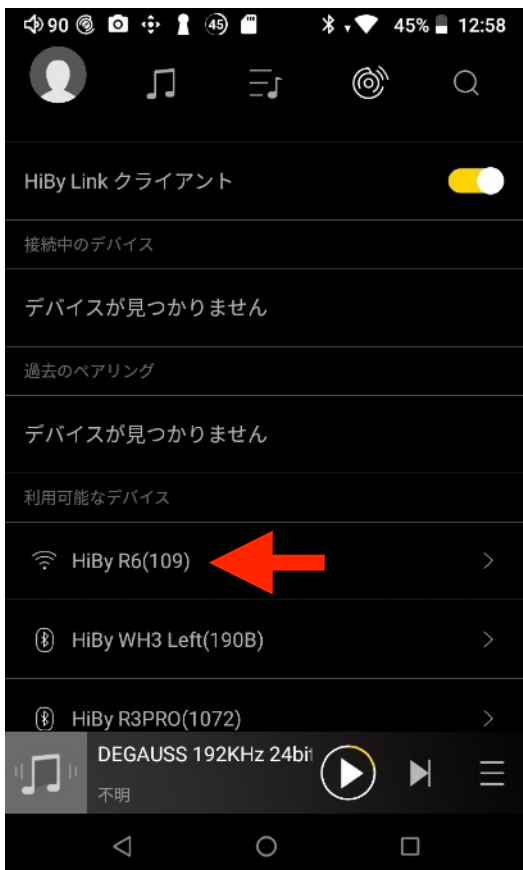 90 45 45% 12:58
HiBy Link クライアント
接続中のデバイス
デバイスが見つかりません
過去のペアリング
デバイスが見つかりません
利用可能なデバイス
HiBy R6(109)
HiBy WH3 Left(190B)
HiBy R3PRO(1072)
DEGAUSS 192KHz 24bit
不明